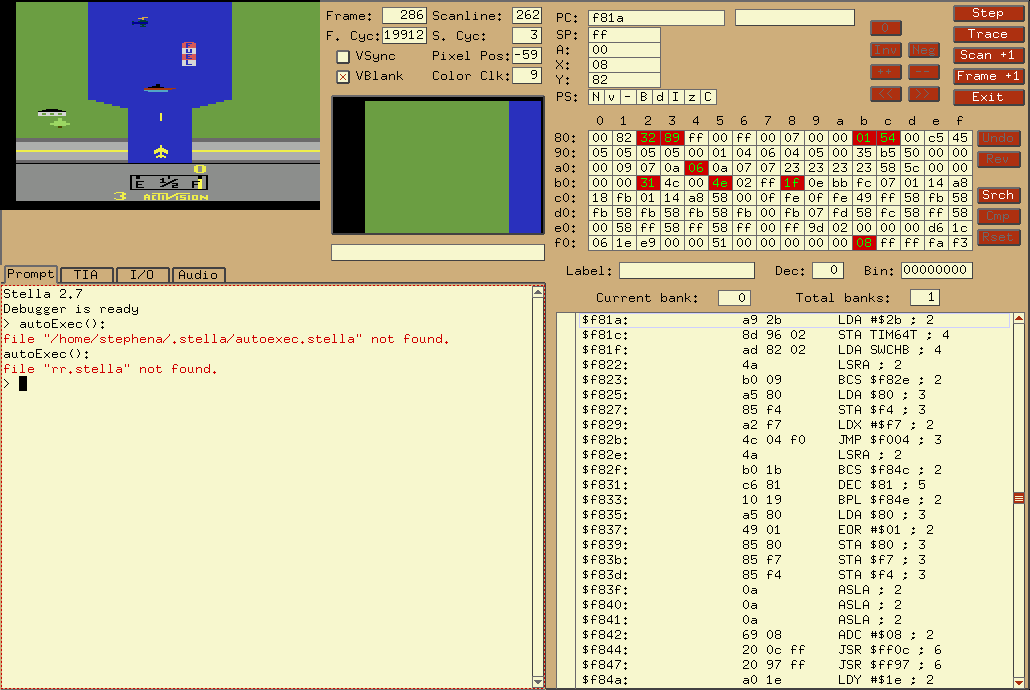 FUEL
E ½ F
0
3 ACTIVISION
Frame: 286 Scanline: 262
F. Cyc: 19912 S. Cyc: 3
VSync Pixel Pos: -59
VBlank Color Clk: 9
PC: f81a
SP: ff
A: 00
X: 08
Y: 82
PS: N v - B d I z C
D
Inv Neg
++ --
<< >>
Step
Trace
Scan +1
Frame +1
Exit
0 1 2 3 4 5 6 7 8 9 a b c d e f
80: 00 82 32 89 ff 00 ff 00 07 00 00 01 54 00 c5 45
90: 05 05 05 05 00 01 04 06 04 05 00 35 b5 50 00 00
a0: 00 09 07 0a 06 0a 07 07 23 23 23 23 58 5c 00 00
b0: 00 00 31 4c 00 4e 02 ff 1f 0e bb fc 07 01 14 a8
c0: 18 fb 01 14 a8 58 00 0f fe 0f fe 49 ff 58 fb 58
d0: fb 58 fb 58 fb 58 fb 00 fb 07 fd 58 fc 58 ff 58
e0: 00 58 ff 58 ff 58 ff 00 ff 9d 02 00 00 00 d6 1c
f0: 06 1e e9 00 00 51 00 00 00 00 00 08 ff ff fa f3
Undo
Rev
Srch
Cmp
Rset
Label: Dec: 0 Bin: 00000000
Current bank: 0 Total banks: 1
Prompt TIA I/O Audio
Stella 2.7
Debugger is ready
> autoExec():
file "/home/stephena/.stella/autoexec.stella" not found.
autoExec():
file "rr.stella" not found.
>
$f81a: a9 2b LDA #$2b ; 2
$f81c: 8d 96 02 STA TIM64T ; 4
$f81f: ad 82 02 LDA SWCHB ; 4
$f822: 4a LSRA ; 2
$f823: b0 09 BCS $f82e ; 2
$f825: a5 80 LDA $80 ; 3
$f827: 85 f4 STA $f4 ; 3
$f829: a2 f7 LDX #$f7 ; 2
$f82b: 4c 04 f0 JMP $f004 ; 3
$f82e: 4a LSRA ; 2
$f82f: b0 1b BCS $f84c ; 2
$f831: c6 81 DEC $81 ; 5
$f833: 10 19 BPL $f84e ; 2
$f835: a5 80 LDA $80 ; 3
$f837: 49 01 EOR #$01 ; 2
$f839: 85 80 STA $80 ; 3
$f83b: 85 f7 STA $f7 ; 3
$f83d: 85 f4 STA $f4 ; 3
$f83f: 0a ASLA ; 2
$f840: 0a ASLA ; 2
$f841: 0a ASLA ; 2
$f842: 69 08 ADC #$08 ; 2
$f844: 20 0c ff JSR $ff0c ; 6
$f847: 20 97 ff JSR $ff97 ; 6
$f84a: a0 1e LDY #$1e ; 2